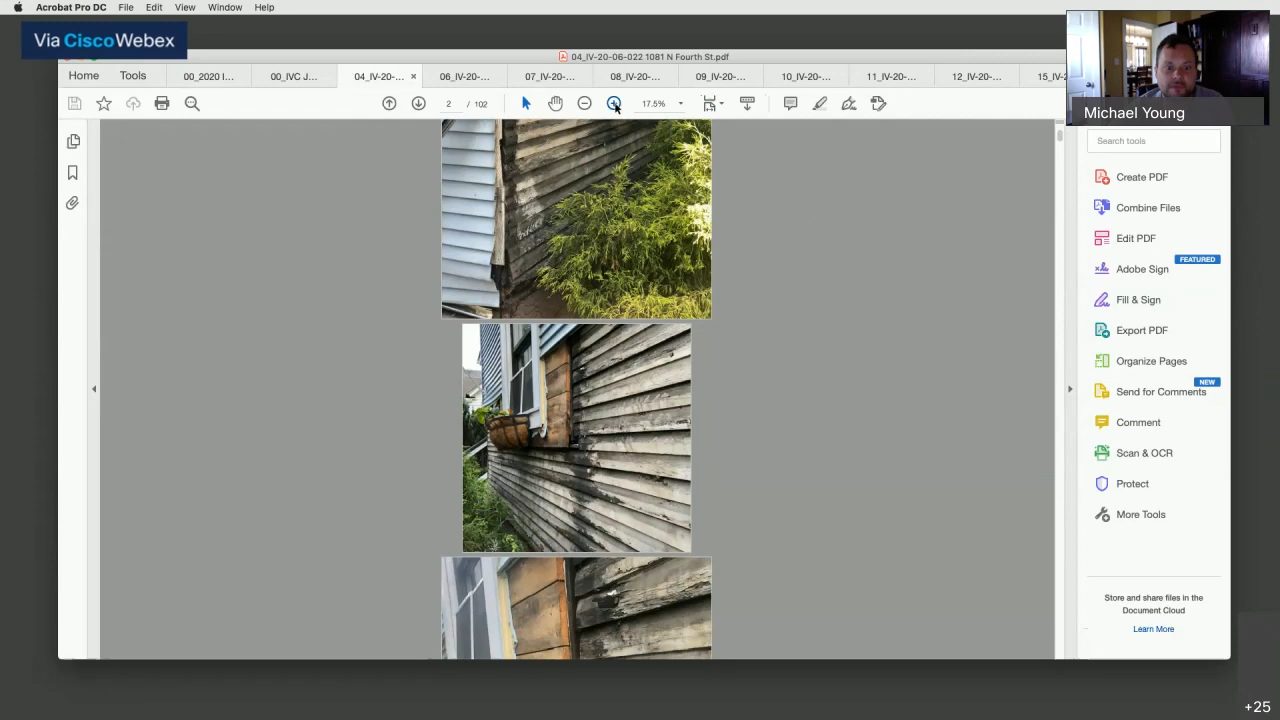 Acrobat Pro DC File Edit View Window Help
Via Cisco Webex
04_IV-20-06-022 1081 N Fourth St.pdf
Home Tools 00_2020 I... 00_IVC J... 04_IV-20-... × 06_IV-20-... 07_IV-20-... 08_IV-20-... 09_IV-20-... 10_IV-20-... 11_IV-20-... 12_IV-20-... 15_IV-2
2 / 102 17.5%
Michael Young
Search tools
Create PDF
Combine Files
Edit PDF
FEATURED
Adobe Sign
Fill & Sign
Export PDF
Organize Pages
NEW
Send for Comments
Comment
Scan & OCR
Protect
More Tools
Store and share files in the
Document Cloud
Learn More
+25